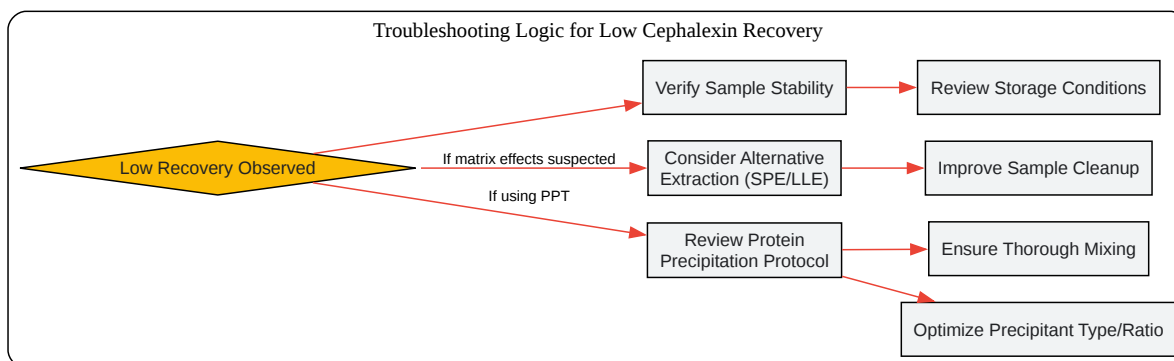 Troubleshooting Logic for Low Cephalexin Recovery
Verify Sample Stability
Review Storage Conditions
Low Recovery Observed
If matrix effects suspected
Consider Alternative
Extraction (SPE/LLE)
Improve Sample Cleanup
If using PPT
Review Protein
Precipitation Protocol
Ensure Thorough Mixing
Optimize Precipitant Type/Ratio